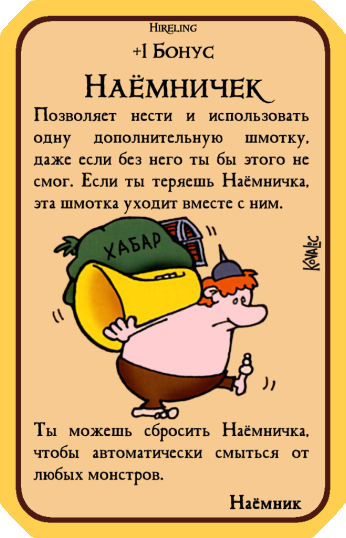 Hireling
+1 Бонус
Наёмничек
Позволяет нести и использовать
одну дополнительную шмотку,
даже если без него ты бы этого не
смог. Если ты теряешь Наёмничка,
эта шмотка уходит вместе с ним.
ХАБАР
Kovalic
Ты можешь сбросить Наёмничка,
чтобы автоматически смыться от
любых монстров.
Наёмник